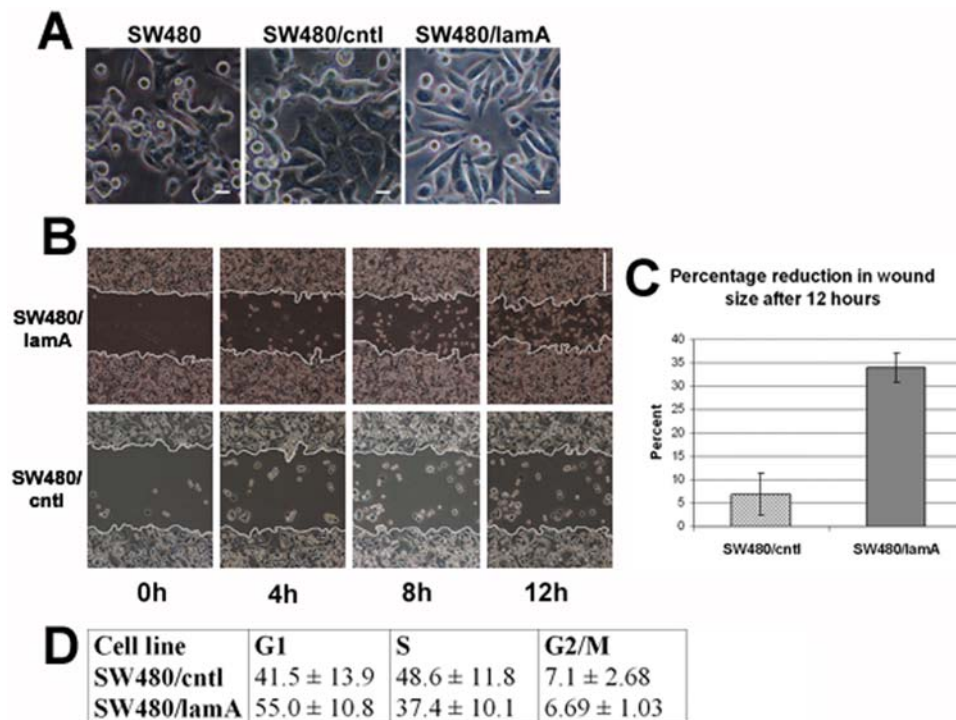 A
SW480
SW480/cntl
SW480/lamA
B
SW480/
lamA
SW480/
cntl
0h
4h
8h
12h
C
Percentage reduction in wound
size after 12 hours
Percent
40
35
30
25
20
15
10
5
0
SW480/cntl
SW480/lamA
D
Cell line G1 S G2/M
SW480/cntl 41.5 ± 13.9 48.6 ± 11.8 7.1 ± 2.68
SW480/lamA 55.0 ± 10.8 37.4 ± 10.1 6.69 ± 1.03